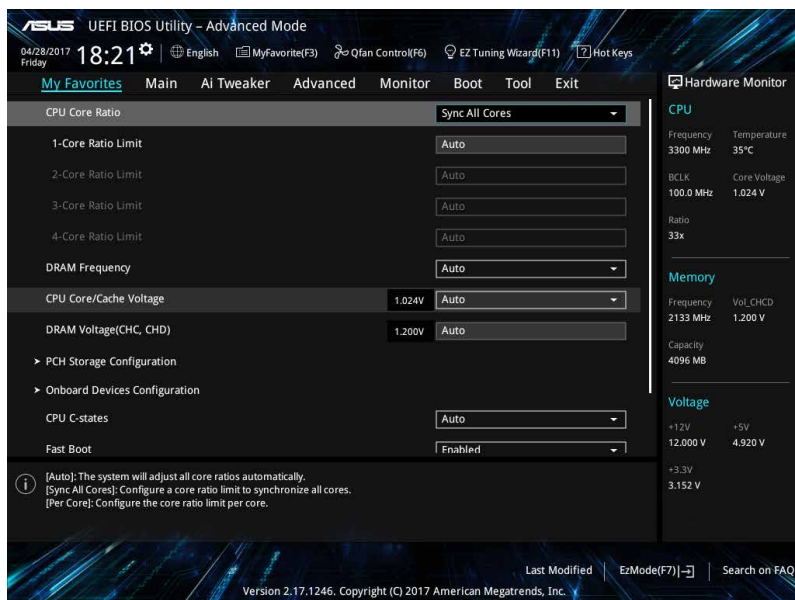 ASUS UEFI BIOS Utility – Advanced Mode
04/28/2017 Friday 18:21 English MyFavorite(F3) Qfan Control(F6) EZ Tuning Wizard(F11) ? Hot Keys
My Favorites Main Ai Tweaker Advanced Monitor Boot Tool Exit
CPU Core Ratio Sync All Cores
1-Core Ratio Limit Auto
2-Core Ratio Limit Auto
3-Core Ratio Limit Auto
4-Core Ratio Limit Auto
DRAM Frequency Auto
CPU Core/Cache Voltage 1.024V Auto
DRAM Voltage(CHC, CHD) 1.200V Auto
> PCH Storage Configuration
> Onboard Devices Configuration
CPU C-states Auto
Fast Boot Enabled
[Auto]: The system will adjust all core ratios automatically.
[Sync All Cores]: Configure a core ratio limit to synchronize all cores.
[Per Core]: Configure the core ratio limit per core.
Hardware Monitor
CPU
Frequency Temperature
3300 MHz 35°C
BCLK Core Voltage
100.0 MHz 1.024 V
Ratio
33x
Memory
Frequency Vol_CHCD
2133 MHz 1.200 V
Capacity
4096 MB
Voltage
+12V +5V
12.000 V 4.920 V
+3.3V
3.152 V
Last Modified EzMode(F7) Search on FAQ
Version 2.17.1246. Copyright (C) 2017 American Megatrends, Inc.